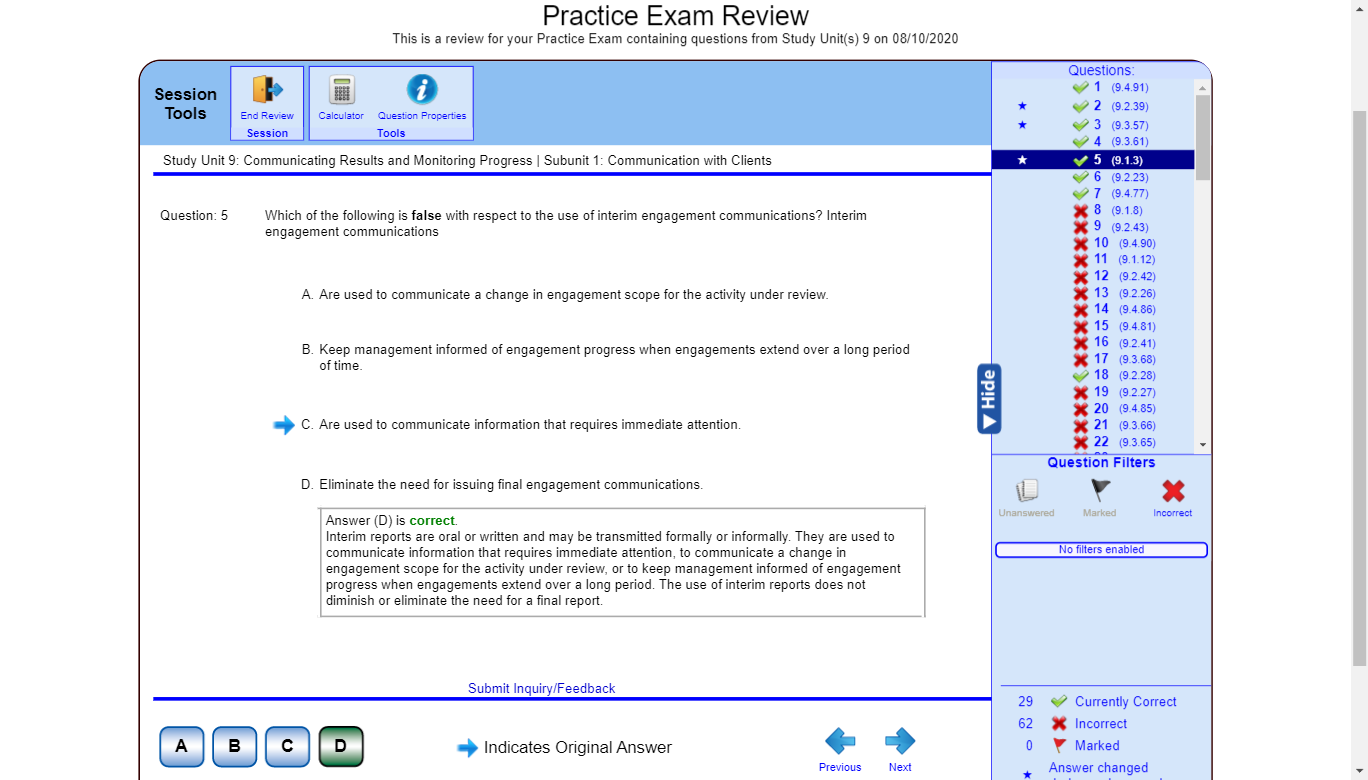 Practice Exam Review
This is a review for your Practice Exam containing questions from Study Unit(s) 9 on 08/10/2020
Session
Tools
End Review
Session
Calculator
Question Properties
Tools
Study Unit 9: Communicating Results and Monitoring Progress | Subunit 1: Communication with Clients
Question: 5
Which of the following is false with respect to the use of interim engagement communications? Interim
engagement communications
A. Are used to communicate a change in engagement scope for the activity under review.
B. Keep management informed of engagement progress when engagements extend over a long period
of time.
C. Are used to communicate information that requires immediate attention.
D. Eliminate the need for issuing final engagement communications.
Answer (D) is correct.
Interim reports are oral or written and may be transmitted formally or informally. They are used to
communicate information that requires immediate attention, to communicate a change in
engagement scope for the activity under review, or to keep management informed of engagement
progress when engagements extend over a long period. The use of interim reports does not
diminish or eliminate the need for a final report.
Submit Inquiry/Feedback
A
B
C
D
Indicates Original Answer
Previous
Next
Hide
Questions:
1 (9.4.91)
2 (9.2.39)
3 (9.3.57)
4 (9.3.61)
5 (9.1.3)
6 (9.2.23)
7 (9.4.77)
8 (9.1.8)
9 (9.2.43)
10 (9.4.90)
11 (9.1.12)
12 (9.2.42)
13 (9.2.26)
14 (9.4.86)
15 (9.4.81)
16 (9.2.41)
17 (9.3.68)
18 (9.2.28)
19 (9.2.27)
20 (9.4.85)
21 (9.3.66)
22 (9.3.65)
Question Filters
Unanswered
Marked
Incorrect
No filters enabled
29 Currently Correct
62 Incorrect
0 Marked
Answer changed